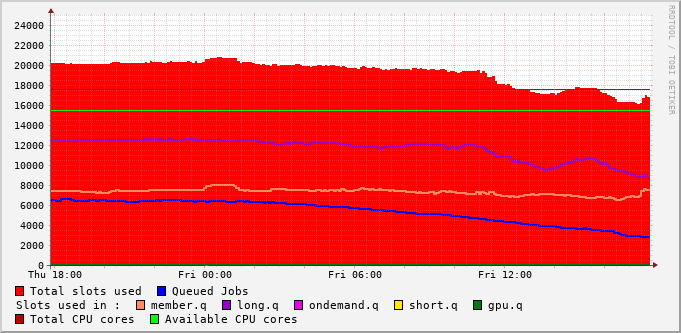 24000
22000
20000
18000
16000
14000
12000
10000
8000
6000
4000
2000
0
Thu 18:00 Fri 00:00 Fri 06:00 Fri 12:00
RRDTOOL / TOBI OETIKER
Total slots used Queued Jobs
Slots used in : member.q long.q ondemand.q short.q gpu.q
Total CPU cores Available CPU cores